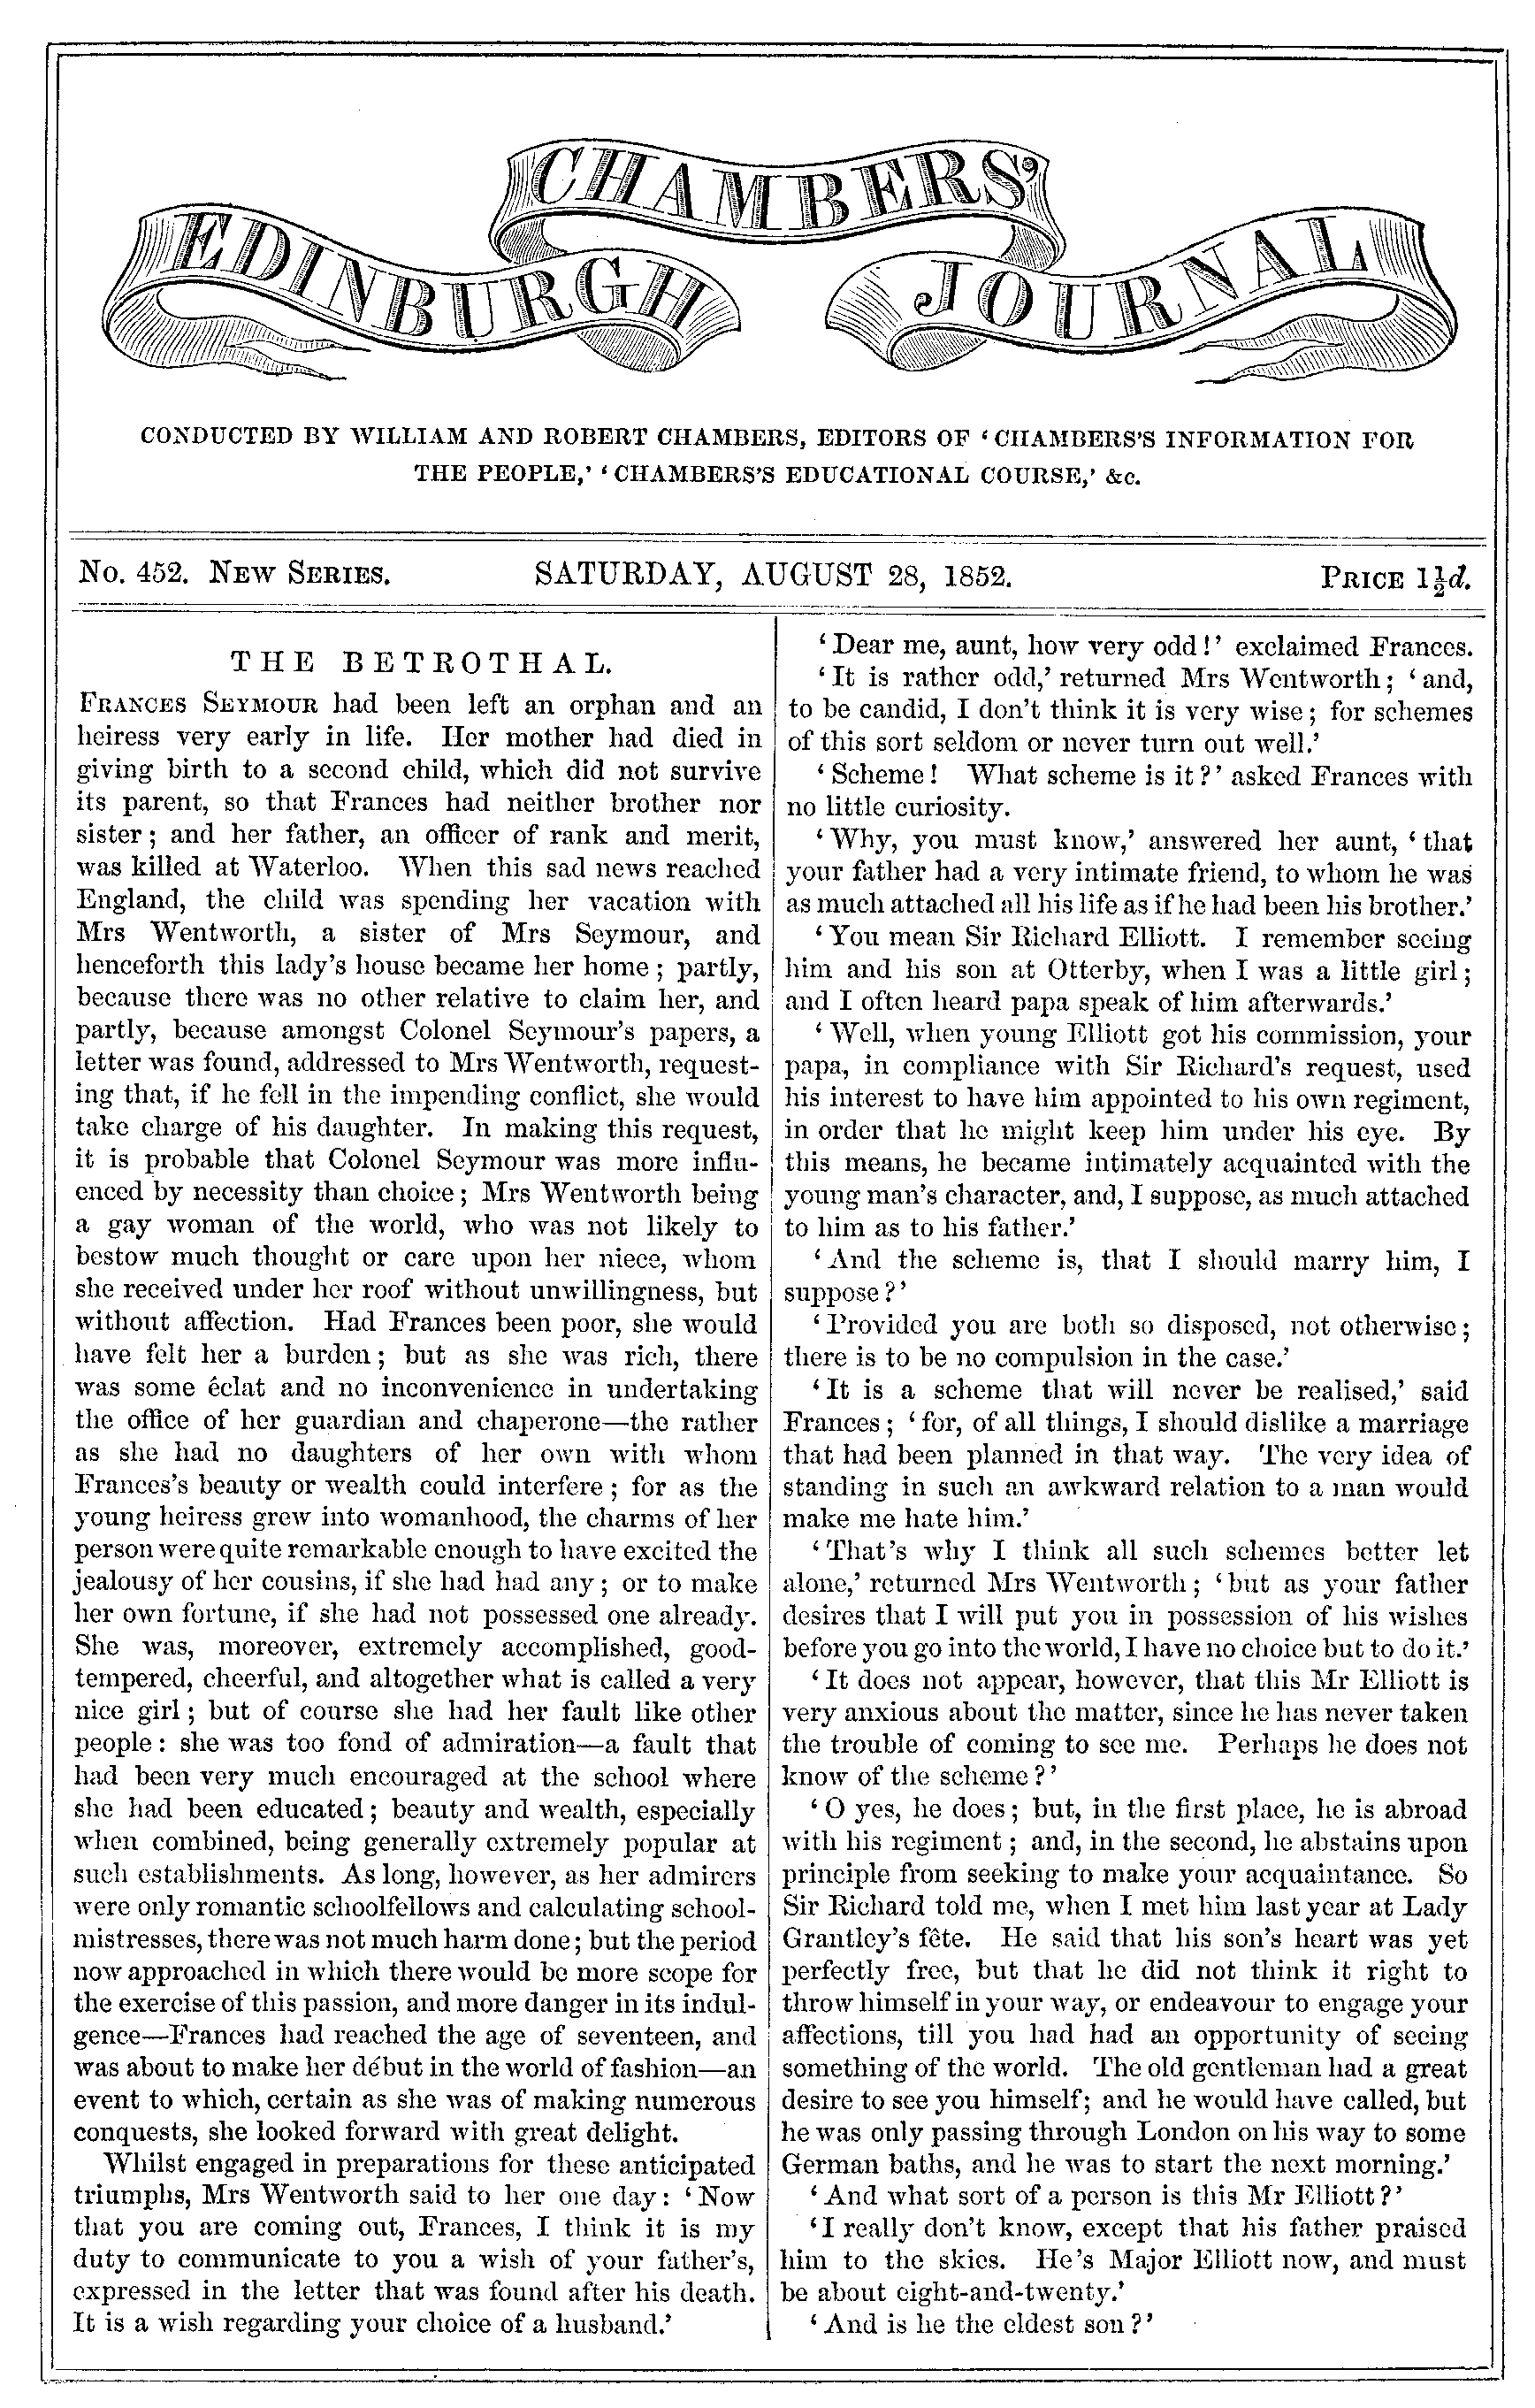 CHAMBERS'
EDINBURGH JOURNAL
CONDUCTED BY WILLIAM AND ROBERT CHAMBERS, EDITORS OF ‘CHAMBERS'S INFORMATION FOR
THE PEOPLE,’ ‘CHAMBERS'S EDUCATIONAL COURSE,’ &c.
No. 452. NEW SERIES. SATURDAY, AUGUST 28, 1852. PRICE 1½d.
THE BETROTHAL.
FRANCES SEYMOUR had been left an orphan and an
heiress very early in life. Her mother had died in
giving birth to a second child, which did not survive
its parent, so that Frances had neither brother nor
sister; and her father, an officer of rank and merit,
was killed at Waterloo. When this sad news reached
England, the child was spending her vacation with
Mrs Wentworth, a sister of Mrs Seymour, and
henceforth this lady's house became her home; partly,
because there was no other relative to claim her, and
partly, because amongst Colonel Seymour's papers, a
letter was found, addressed to Mrs Wentworth, request-
ing that, if he fell in the impending conflict, she would
take charge of his daughter. In making this request,
it is probable that Colonel Seymour was more influ-
enced by necessity than choice; Mrs Wentworth being
a gay woman of the world, who was not likely to
bestow much thought or care upon her niece, whom
she received under her roof without unwillingness, but
without affection. Had Frances been poor, she would
have felt her a burden; but as she was rich, there
was some éclat and no inconvenience in undertaking
the office of her guardian and chaperone—the rather
as she had no daughters of her own with whom
Frances's beauty or wealth could interfere; for as the
young heiress grew into womanhood, the charms of her
person were quite remarkable enough to have excited the
jealousy of her cousins, if she had had any; or to make
her own fortune, if she had not possessed one already.
She was, moreover, extremely accomplished, good-
tempered, cheerful, and altogether what is called a very
nice girl; but of course she had her fault like other
people: she was too fond of admiration—a fault that
had been very much encouraged at the school where
she had been educated; beauty and wealth, especially
when combined, being generally extremely popular at
such establishments. As long, however, as her admirers
were only romantic schoolfellows and calculating school-
mistresses, there was not much harm done; but the period
now approached in which there would be more scope for
the exercise of this passion, and more danger in its indul-
gence—Frances had reached the age of seventeen, and
was about to make her début in the world of fashion—an
event to which, certain as she was of making numerous
conquests, she looked forward with great delight.
Whilst engaged in preparations for these anticipated
triumphs, Mrs Wentworth said to her one day: ‘Now
that you are coming out, Frances, I think it is my
duty to communicate to you a wish of your father's,
expressed in the letter that was found after his death.
It is a wish regarding your choice of a husband.’
‘Dear me, aunt, how very odd!’ exclaimed Frances.
‘It is rather odd,’ returned Mrs Wentworth; ‘and,
to be candid, I don't think it is very wise; for schemes
of this sort seldom or never turn out well.’
‘Scheme! What scheme is it?’ asked Frances with
no little curiosity.
‘Why, you must know,’ answered her aunt, ‘that
your father had a very intimate friend, to whom he was
as much attached all his life as if he had been his brother.’
‘You mean Sir Richard Elliott. I remember seeing
him and his son at Otterby, when I was a little girl;
and I often heard papa speak of him afterwards.’
‘Well, when young Elliott got his commission, your
papa, in compliance with Sir Richard's request, used
his interest to have him appointed to his own regiment,
in order that he might keep him under his eye. By
this means, he became intimately acquainted with the
young man's character, and, I suppose, as much attached
to him as to his father.’
‘And the scheme is, that I should marry him, I
suppose?’
‘Provided you are both so disposed, not otherwise;
there is to be no compulsion in the case.’
‘It is a scheme that will never be realised,’ said
Frances; ‘for, of all things, I should dislike a marriage
that had been planned in that way. The very idea of
standing in such an awkward relation to a man would
make me hate him.’
‘That's why I think all such schemes better let
alone,’ returned Mrs Wentworth; ‘but as your father
desires that I will put you in possession of his wishes
before you go into the world, I have no choice but to do it.’
‘It does not appear, however, that this Mr Elliott is
very anxious about the matter, since he has never taken
the trouble of coming to see me. Perhaps he does not
know of the scheme?’
‘O yes, he does; but, in the first place, he is abroad
with his regiment; and, in the second, he abstains upon
principle from seeking to make your acquaintance. So
Sir Richard told me, when I met him last year at Lady
Grantley's fête. He said that his son's heart was yet
perfectly free, but that he did not think it right to
throw himself in your way, or endeavour to engage your
affections, till you had had an opportunity of seeing
something of the world. The old gentleman had a great
desire to see you himself; and he would have called, but
he was only passing through London on his way to some
German baths, and he was to start the next morning.’
‘And what sort of a person is this Mr Elliott?’
‘I really don't know, except that his father praised
him to the skies. He's Major Elliott now, and must
be about eight-and-twenty.’
‘And is he the eldest son?’